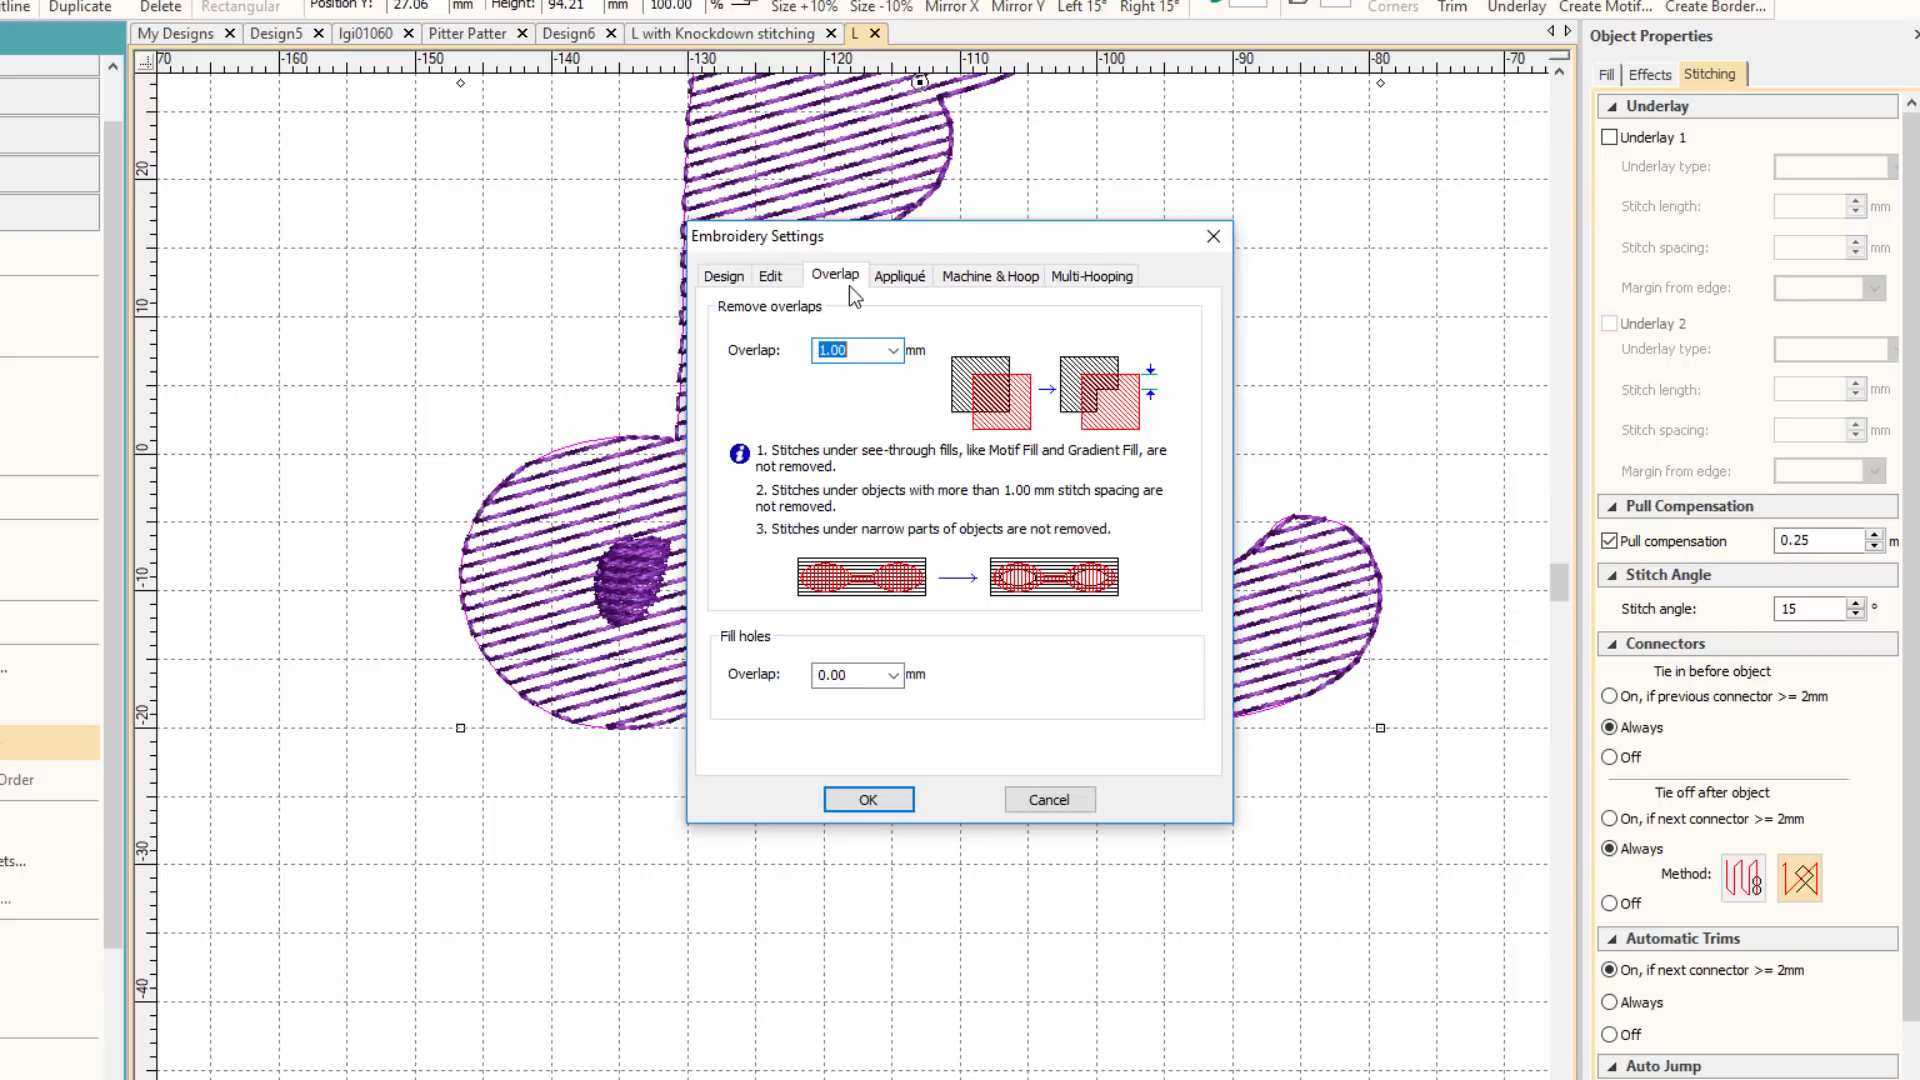 utline Duplicate Delete Rectangular Position Y: 27.06 mm Height: 94.21 mm 100.00 % Size +10% Size -10% Mirror X Mirror Y Left 15° Right 15° Corners Trim Underlay Create Motif... Create Border...
My Designs Design5 lgi01060 Pitter Patter Design6 L with Knockdown stitching L
70 -160 -150 -140 -130 -120 -110 -100 -90 -80 -70
20
10
0
-10
-20
-30
-40
Order
ets...
...
...
Embroidery Settings
Design Edit Overlap Appliqué Machine & Hoop Multi-Hooping
Remove overlaps
Overlap: 1.00 mm
1. Stitches under see-through fills, like Motif Fill and Gradient Fill, are
not removed.
2. Stitches under objects with more than 1.00 mm stitch spacing are
not removed.
3. Stitches under narrow parts of objects are not removed.
Fill holes
Overlap: 0.00 mm
OK Cancel
Object Properties
Fill Effects Stitching
Underlay
Underlay 1
Underlay type:
Stitch length: mm
Stitch spacing: mm
Margin from edge:
Underlay 2
Underlay type:
Stitch length: mm
Stitch spacing: mm
Margin from edge:
Pull Compensation
Pull compensation 0.25 m
Stitch Angle
Stitch angle: 15 °
Connectors
Tie in before object
On, if previous connector >= 2mm
Always
Off
Tie off after object
On, if next connector >= 2mm
Always
Method:
Off
Automatic Trims
On, if next connector >= 2mm
Always
Off
Auto Jump